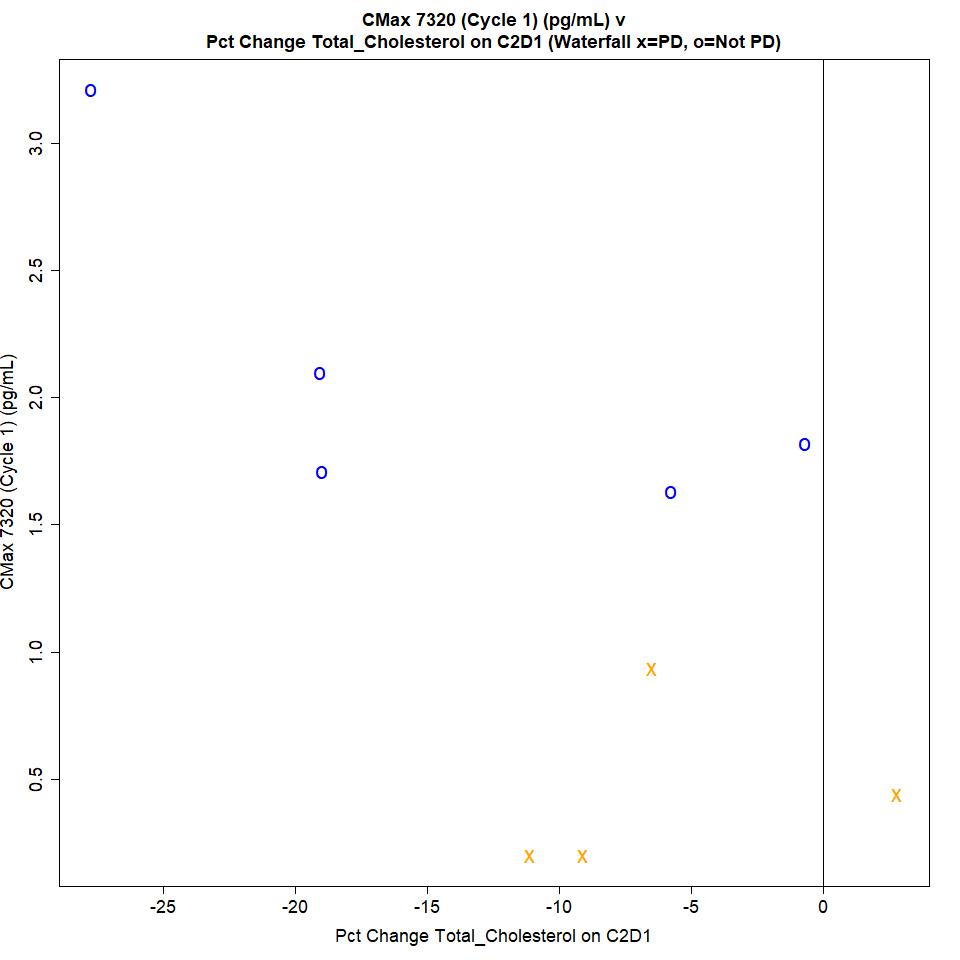 CMax 7320 (Cycle 1) (pg/mL) v
Pct Change Total_Cholesterol on C2D1 (Waterfall x=PD, o=Not PD)
CMax 7320 (Cycle 1) (pg/mL)
3.0
2.5
2.0
1.5
1.0
0.5
o
o
o
o
o
x
x
x
x
-25 -20 -15 -10 -5 0
Pct Change Total_Cholesterol on C2D1